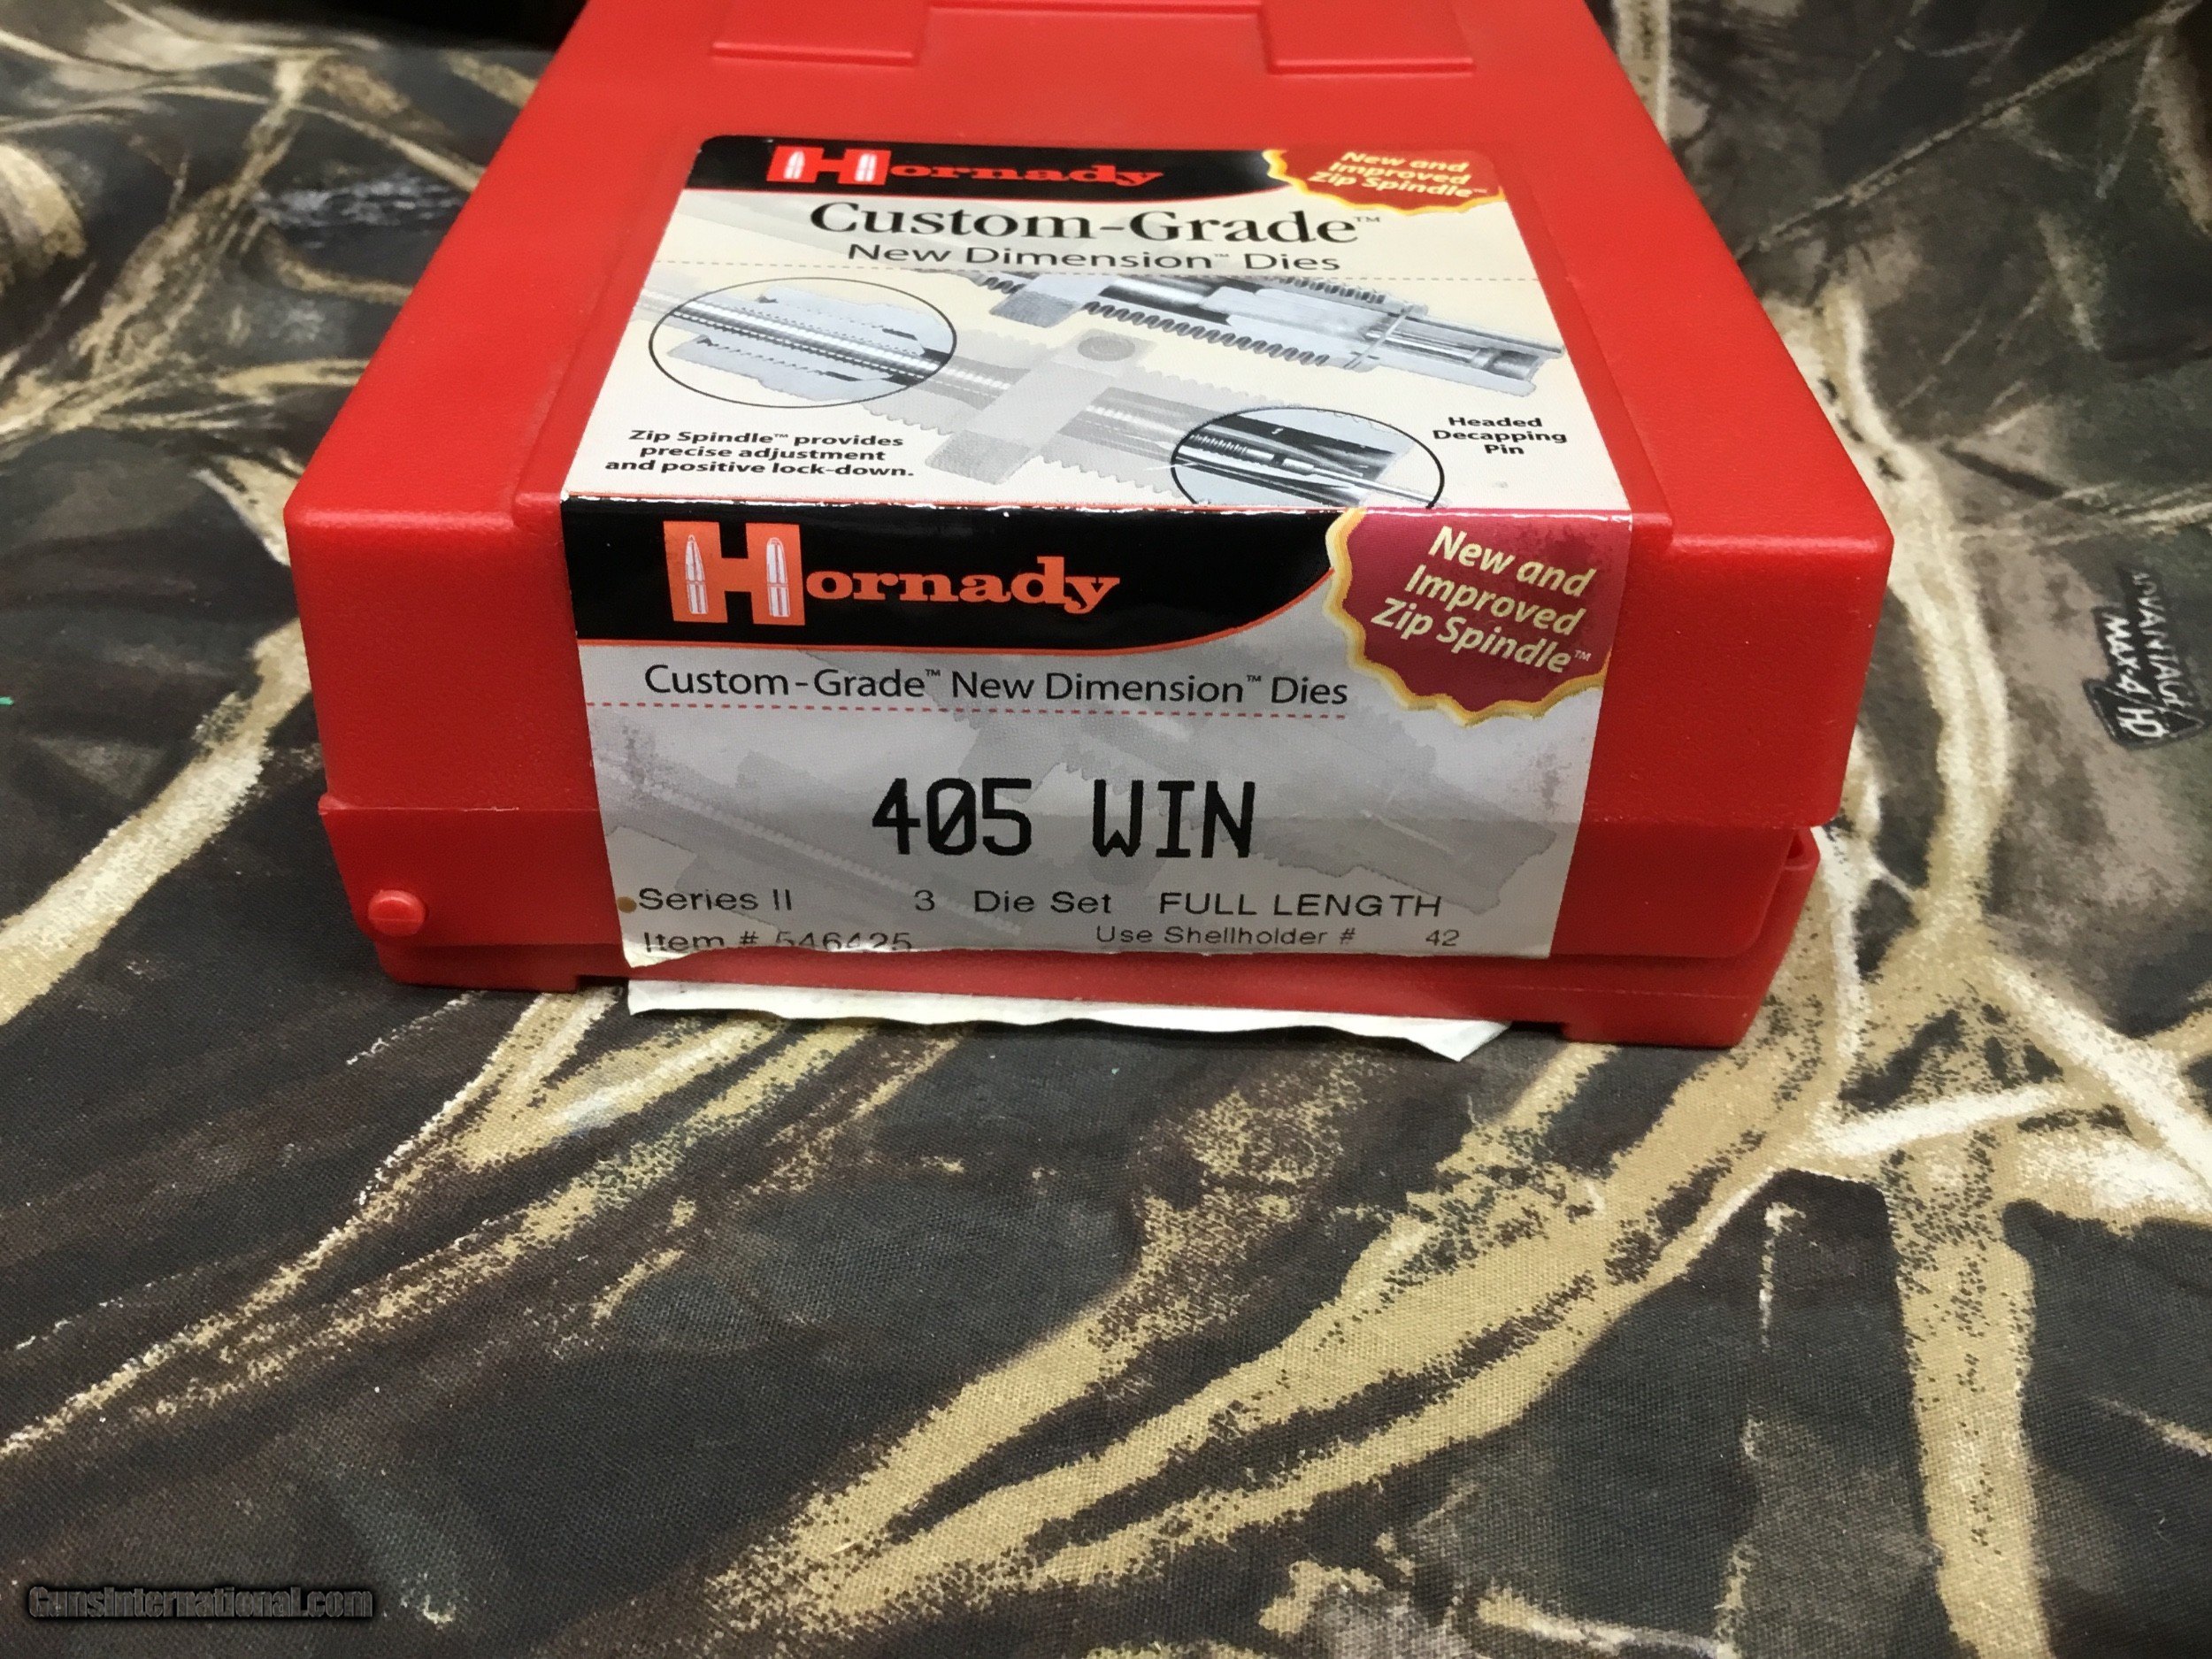 Hornady
New and
Improved
Zip Spindle™
Custom-Grade™
New Dimension™ Dies
Zip Spindle™ provides
precise adjustment
and positive lock-down.
Headed
Decapping
Pin
Hornady
New and
Improved
Zip Spindle™
Custom-Grade™ New Dimension™ Dies
405 WIN
Series II 3 Die Set FULL LENGTH
Item # 546425 Use Shellholder # 42
ADVANTAGE
MAX-4 HD
GunsInternational.com